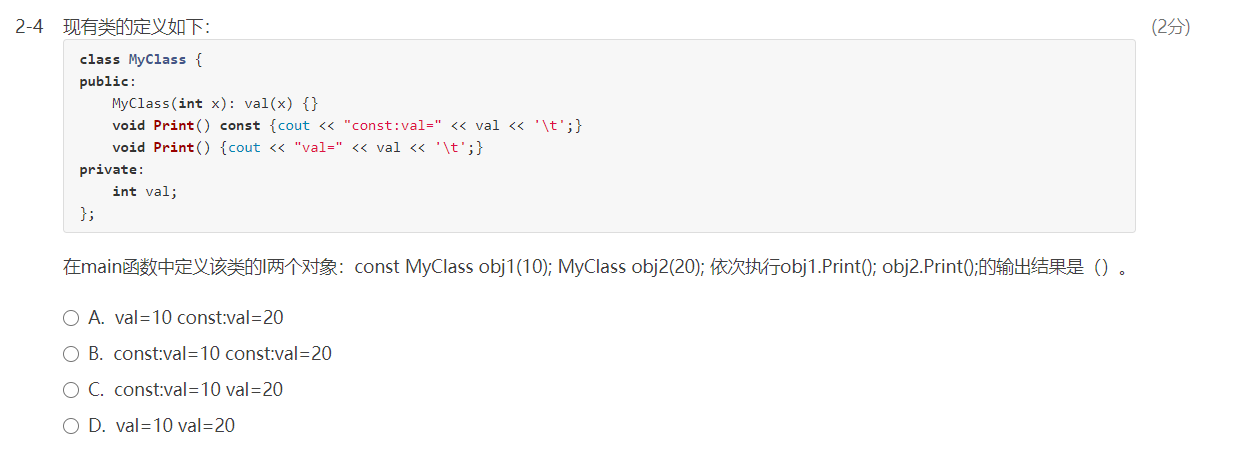 2-4 现有类的定义如下： (2分)
class MyClass {
public:
    MyClass(int x): val(x) {}
    void Print() const {cout << "const:val=" << val << '\t';}
    void Print() {cout << "val=" << val << '\t';}
private:
    int val;
};
在main函数中定义该类的l两个对象：const MyClass obj1(10); MyClass obj2(20); 依次执行obj1.Print(); obj2.Print();的输出结果是（）。
A. val=10 const:val=20
B. const:val=10 const:val=20
C. const:val=10 val=20
D. val=10 val=20